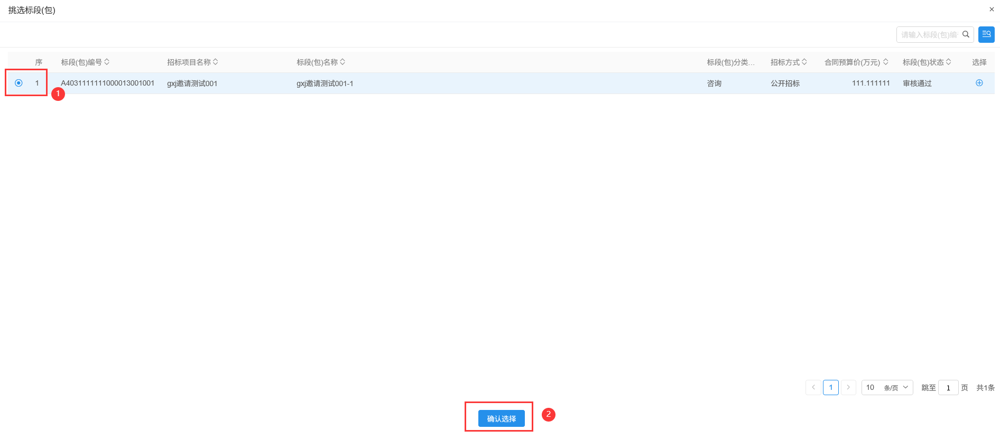 挑选标段(包)
请输入标段(包)编
序 标段(包)编号 招标项目名称 标段(包)名称 标段(包)分类... 招标方式 合同预算价(万元) 标段(包)状态 选择
1 A4031111111000013001001 gxj邀请测试001 gxj邀请测试001-1 咨询 公开招标 111.111111 审核通过
1
1 10 条/页 跳至 1 页 共1条
确认选择
2